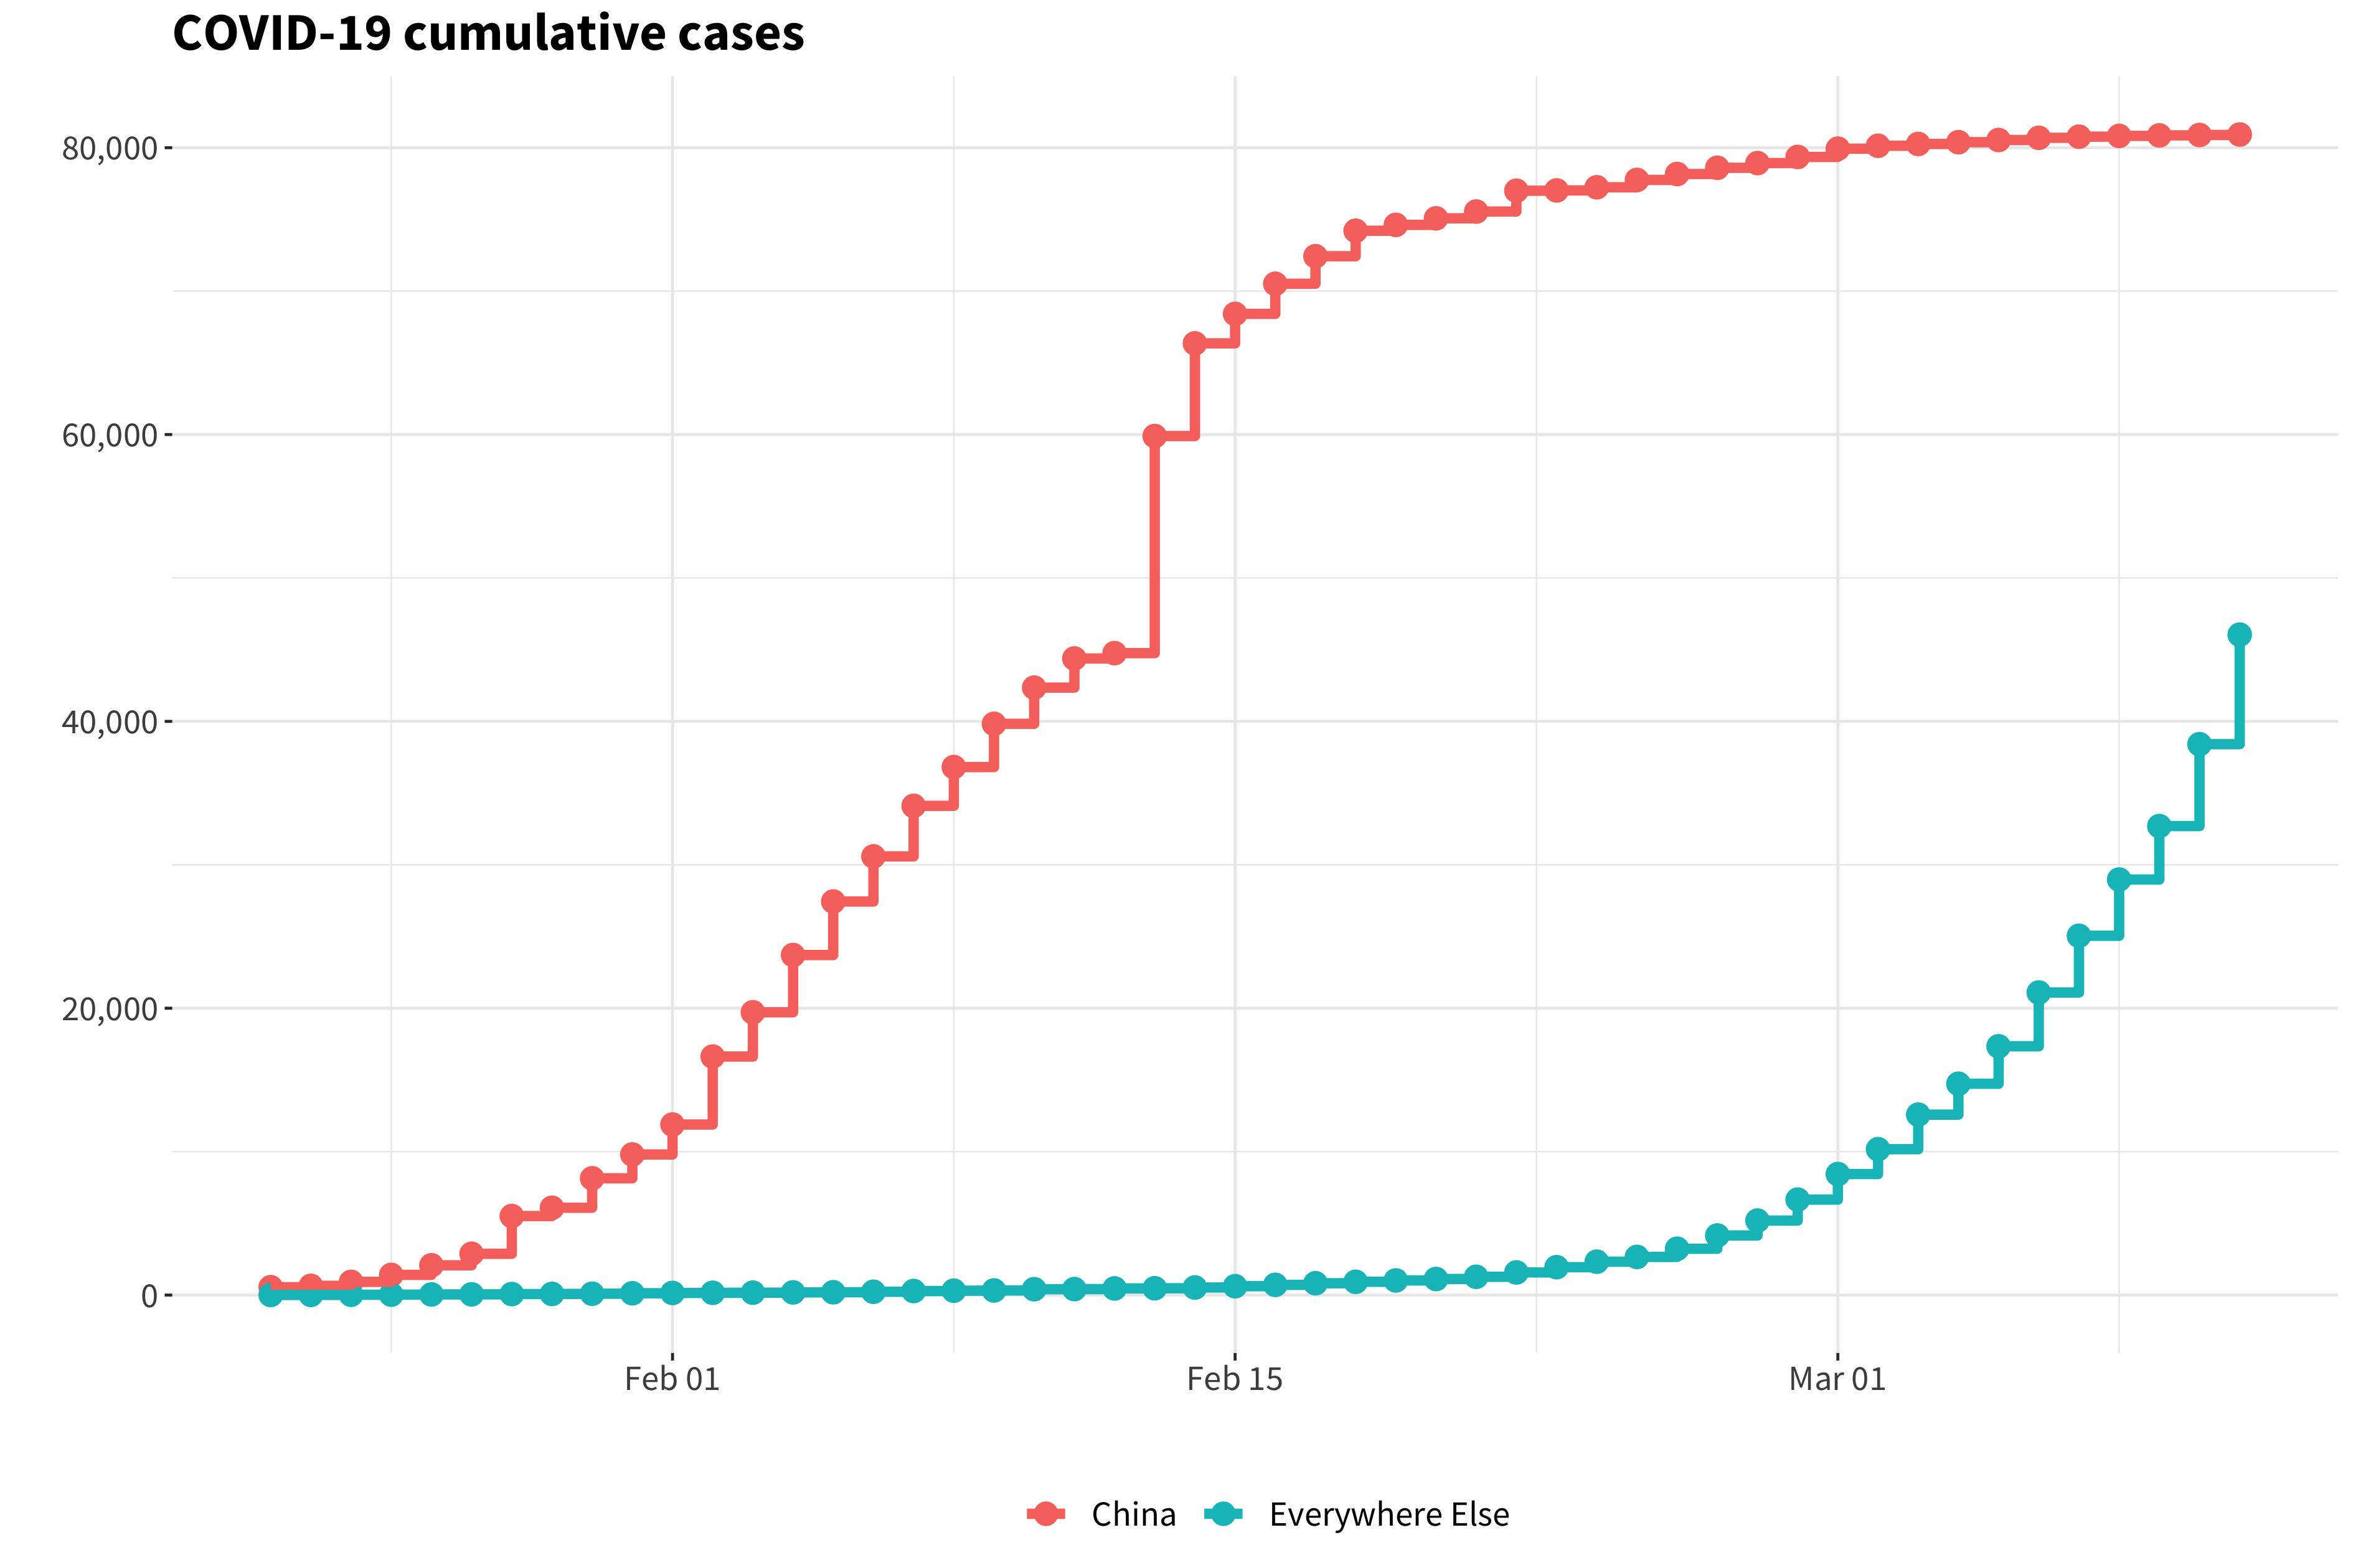 COVID-19 cumulative cases
80,000
60,000
40,000
20,000
0
Feb 01 Feb 15 Mar 01
China Everywhere Else